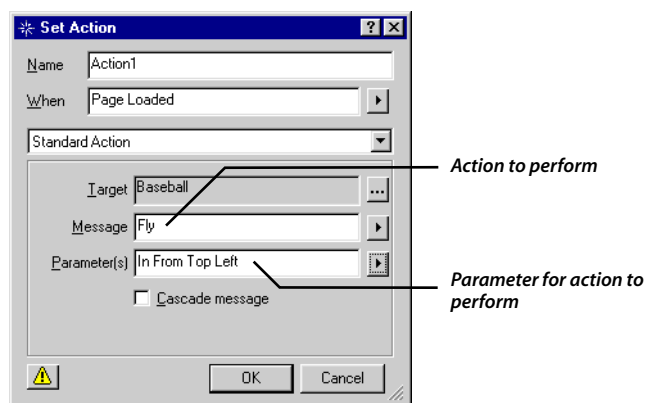 Set Action
Name Action1
When Page Loaded
Standard Action
Target Baseball ...
Message Fly
Parameter(s) In From Top Left
Cascade message
OK Cancel
Action to perform
Parameter for action to
perform